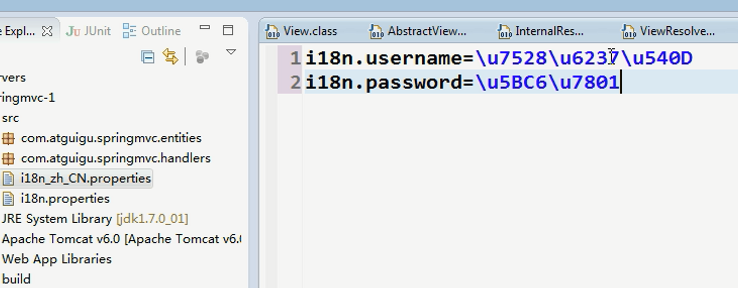 e Expl...
JUnit
Outline
View.class
AbstractView...
InternalRes...
ViewResolve...
rvers
ringmvc-1
src
com.atguigu.springmvc.entities
com.atguigu.springmvc.handlers
i18n_zh_CN.properties
i18n.properties
JRE System Library [jdk1.7.0_01]
Apache Tomcat v6.0 [Apache Tomcat v6.0
Web App Libraries
build
1 i18n.username=\u7528\u6237\u540D
2 i18n.password=\u5BC6\u7801